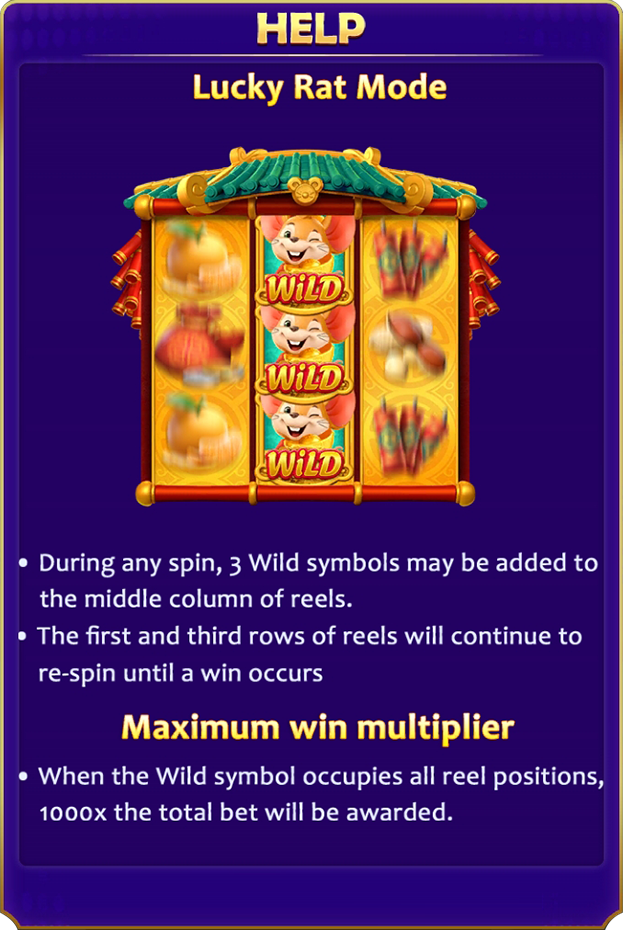 HELP
Lucky Rat Mode
WiLD
WiLD
WiLD
• During any spin, 3 Wild symbols may be added to
the middle column of reels.
• The first and third rows of reels will continue to
re-spin until a win occurs
Maximum win multiplier
• When the Wild symbol occupies all reel positions,
1000x the total bet will be awarded.